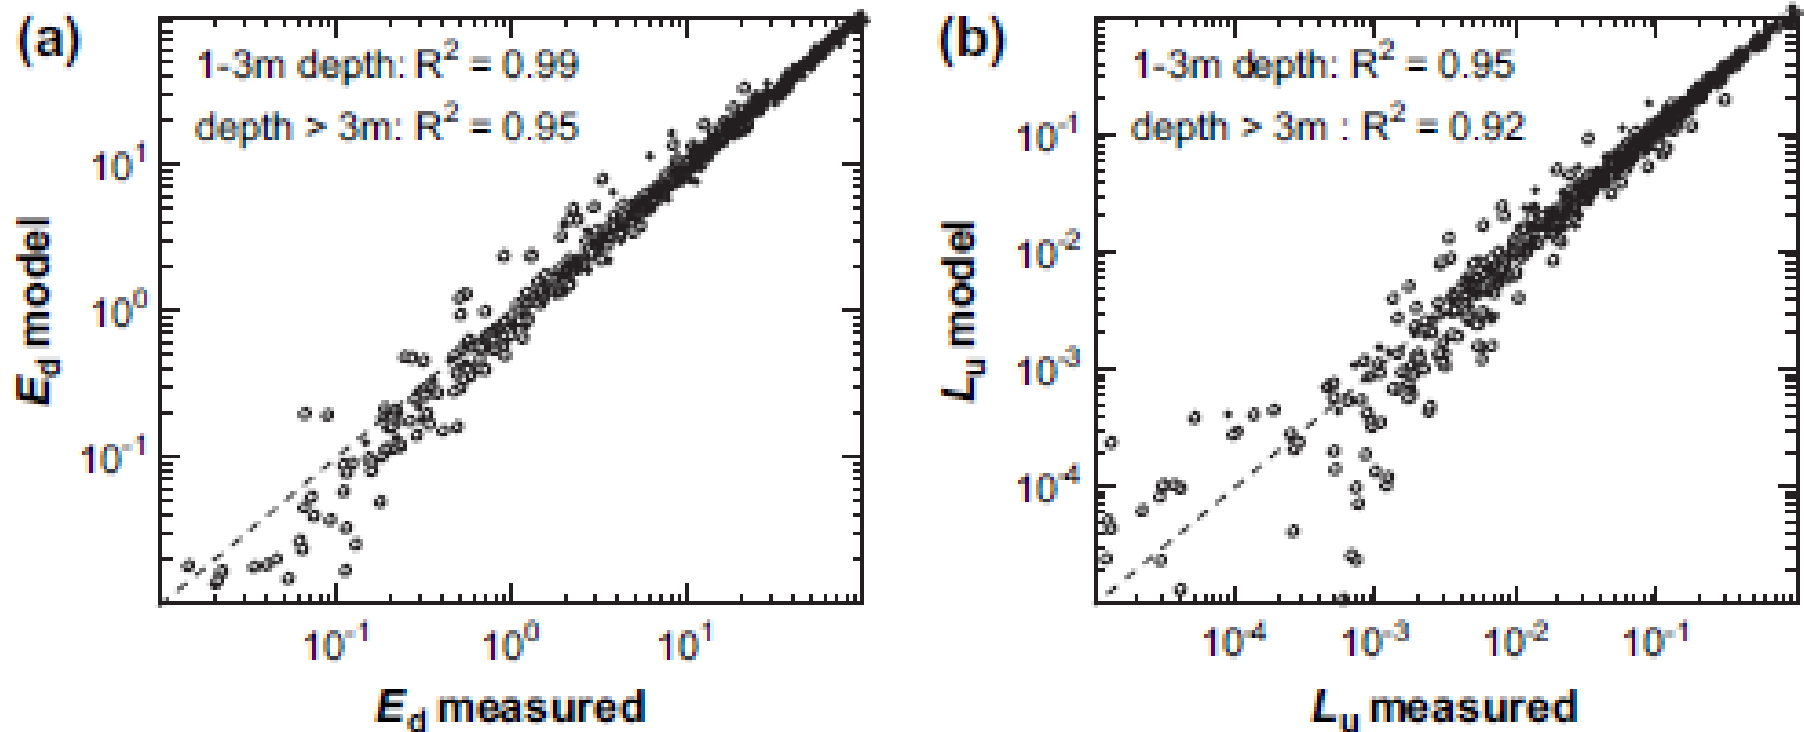 (a)
1-3m depth: R² = 0.99
depth > 3m: R² = 0.95
10¹
10⁰
10⁻¹
E_d model
10⁻¹ 10⁰ 10¹
E_d measured
(b)
1-3m depth: R² = 0.95
depth > 3m : R² = 0.92
10⁻¹
10⁻²
10⁻³
10⁻⁴
L_u model
10⁻⁴ 10⁻³ 10⁻² 10⁻¹
L_u measured